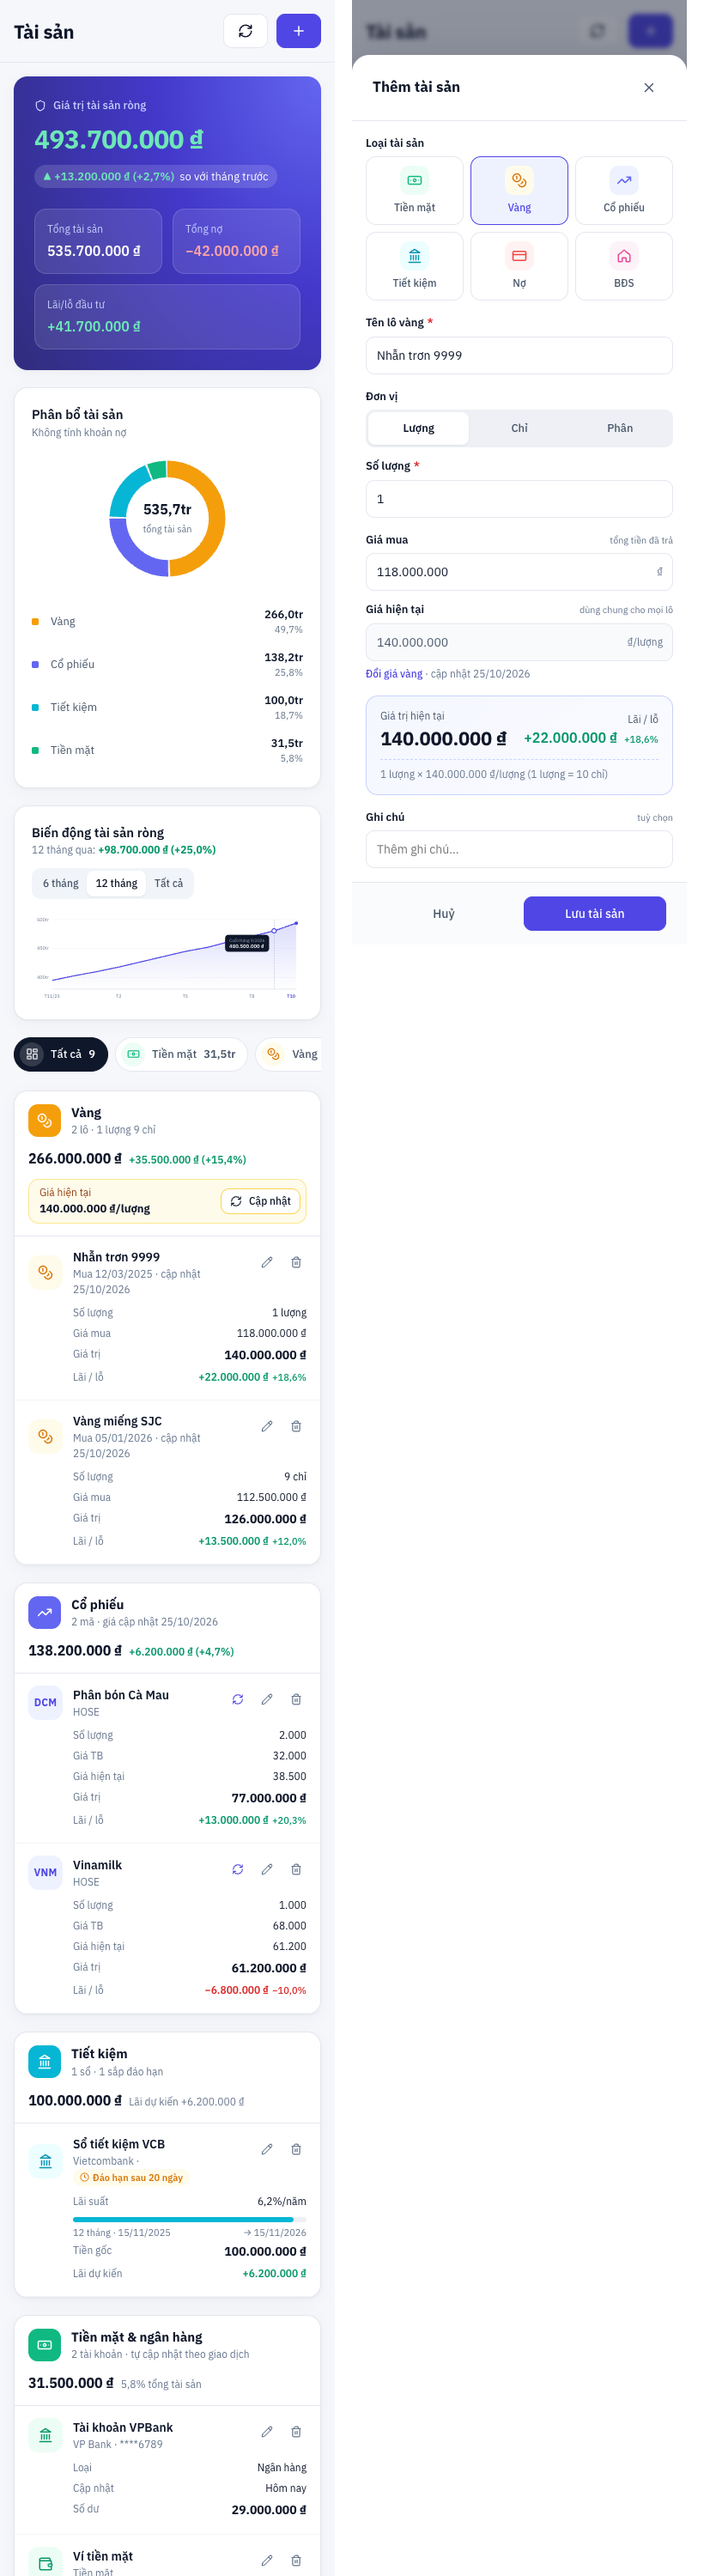 Tài sản
Giá trị tài sản ròng
493.700.000 ₫
▲ +13.200.000 ₫ (+2,7%) so với tháng trước
Tổng tài sản
535.700.000 ₫
Tổng nợ
−42.000.000 ₫
Lãi/lỗ đầu tư
+41.700.000 ₫
Phân bổ tài sản
Không tính khoản nợ
535,7tr
tổng tài sản
Vàng 266,0tr
49,7%
Cổ phiếu 138,2tr
25,8%
Tiết kiệm 100,0tr
18,7%
Tiền mặt 31,5tr
5,8%
Biến động tài sản ròng
12 tháng qua: +98.700.000 ₫ (+25,0%)
6 tháng 12 tháng Tất cả
490.500.000 ₫
T10
Tất cả 9
Tiền mặt 31,5tr
Vàng
Vàng
2 lô · 1 lượng 9 chỉ
266.000.000 ₫ +35.500.000 ₫ (+15,4%)
Giá hiện tại
140.000.000 ₫/lượng
Cập nhật
Nhẫn trơn 9999
Mua 12/03/2025 · cập nhật
25/10/2026
Số lượng 1 lượng
Giá mua 118.000.000 ₫
Giá trị 140.000.000 ₫
Lãi / lỗ +22.000.000 ₫ +18,6%
Vàng miếng SJC
Mua 05/01/2026 · cập nhật
25/10/2026
Số lượng 9 chỉ
Giá mua 112.500.000 ₫
Giá trị 126.000.000 ₫
Lãi / lỗ +13.500.000 ₫ +12,0%
Cổ phiếu
2 mã · giá cập nhật 25/10/2026
138.200.000 ₫ +6.200.000 ₫ (+4,7%)
DCM
Phân bón Cà Mau
HOSE
Số lượng 2.000
Giá TB 32.000
Giá hiện tại 38.500
Giá trị 77.000.000 ₫
Lãi / lỗ +13.000.000 ₫ +20,3%
VNM
Vinamilk
HOSE
Số lượng 1.000
Giá TB 68.000
Giá hiện tại 61.200
Giá trị 61.200.000 ₫
Lãi / lỗ −6.800.000 ₫ −10,0%
Tiết kiệm
1 sổ · 1 sắp đáo hạn
100.000.000 ₫ Lãi dự kiến +6.200.000 ₫
Sổ tiết kiệm VCB
Vietcombank ·
Đáo hạn sau 20 ngày
Lãi suất 6,2%/năm
12 tháng · 15/11/2025 → 15/11/2026
Tiền gốc 100.000.000 ₫
Lãi dự kiến +6.200.000 ₫
Tiền mặt & ngân hàng
2 tài khoản · tự cập nhật theo giao dịch
31.500.000 ₫ 5,8% tổng tài sản
Tài khoản VPBank
VP Bank · ****6789
Loại Ngân hàng
Cập nhật Hôm nay
Số dư 29.000.000 ₫
Ví tiền mặt
Tiền mặt
Tài sản
Thêm tài sản
Loại tài sản
Tiền mặt
Vàng
Cổ phiếu
Tiết kiệm
Nợ
BĐS
Tên lô vàng *
Nhẫn trơn 9999
Đơn vị
Lượng Chỉ Phân
Số lượng *
1
Giá mua tổng tiền đã trả
118.000.000 ₫
Giá hiện tại dùng chung cho mọi lô
140.000.000 ₫/lượng
Đổi giá vàng · cập nhật 25/10/2026
Giá trị hiện tại
140.000.000 ₫
Lãi / lỗ
+22.000.000 ₫ +18,6%
1 lượng × 140.000.000 ₫/lượng (1 lượng = 10 chỉ)
Ghi chú tuỳ chọn
Thêm ghi chú...
Huỷ
Lưu tài sản